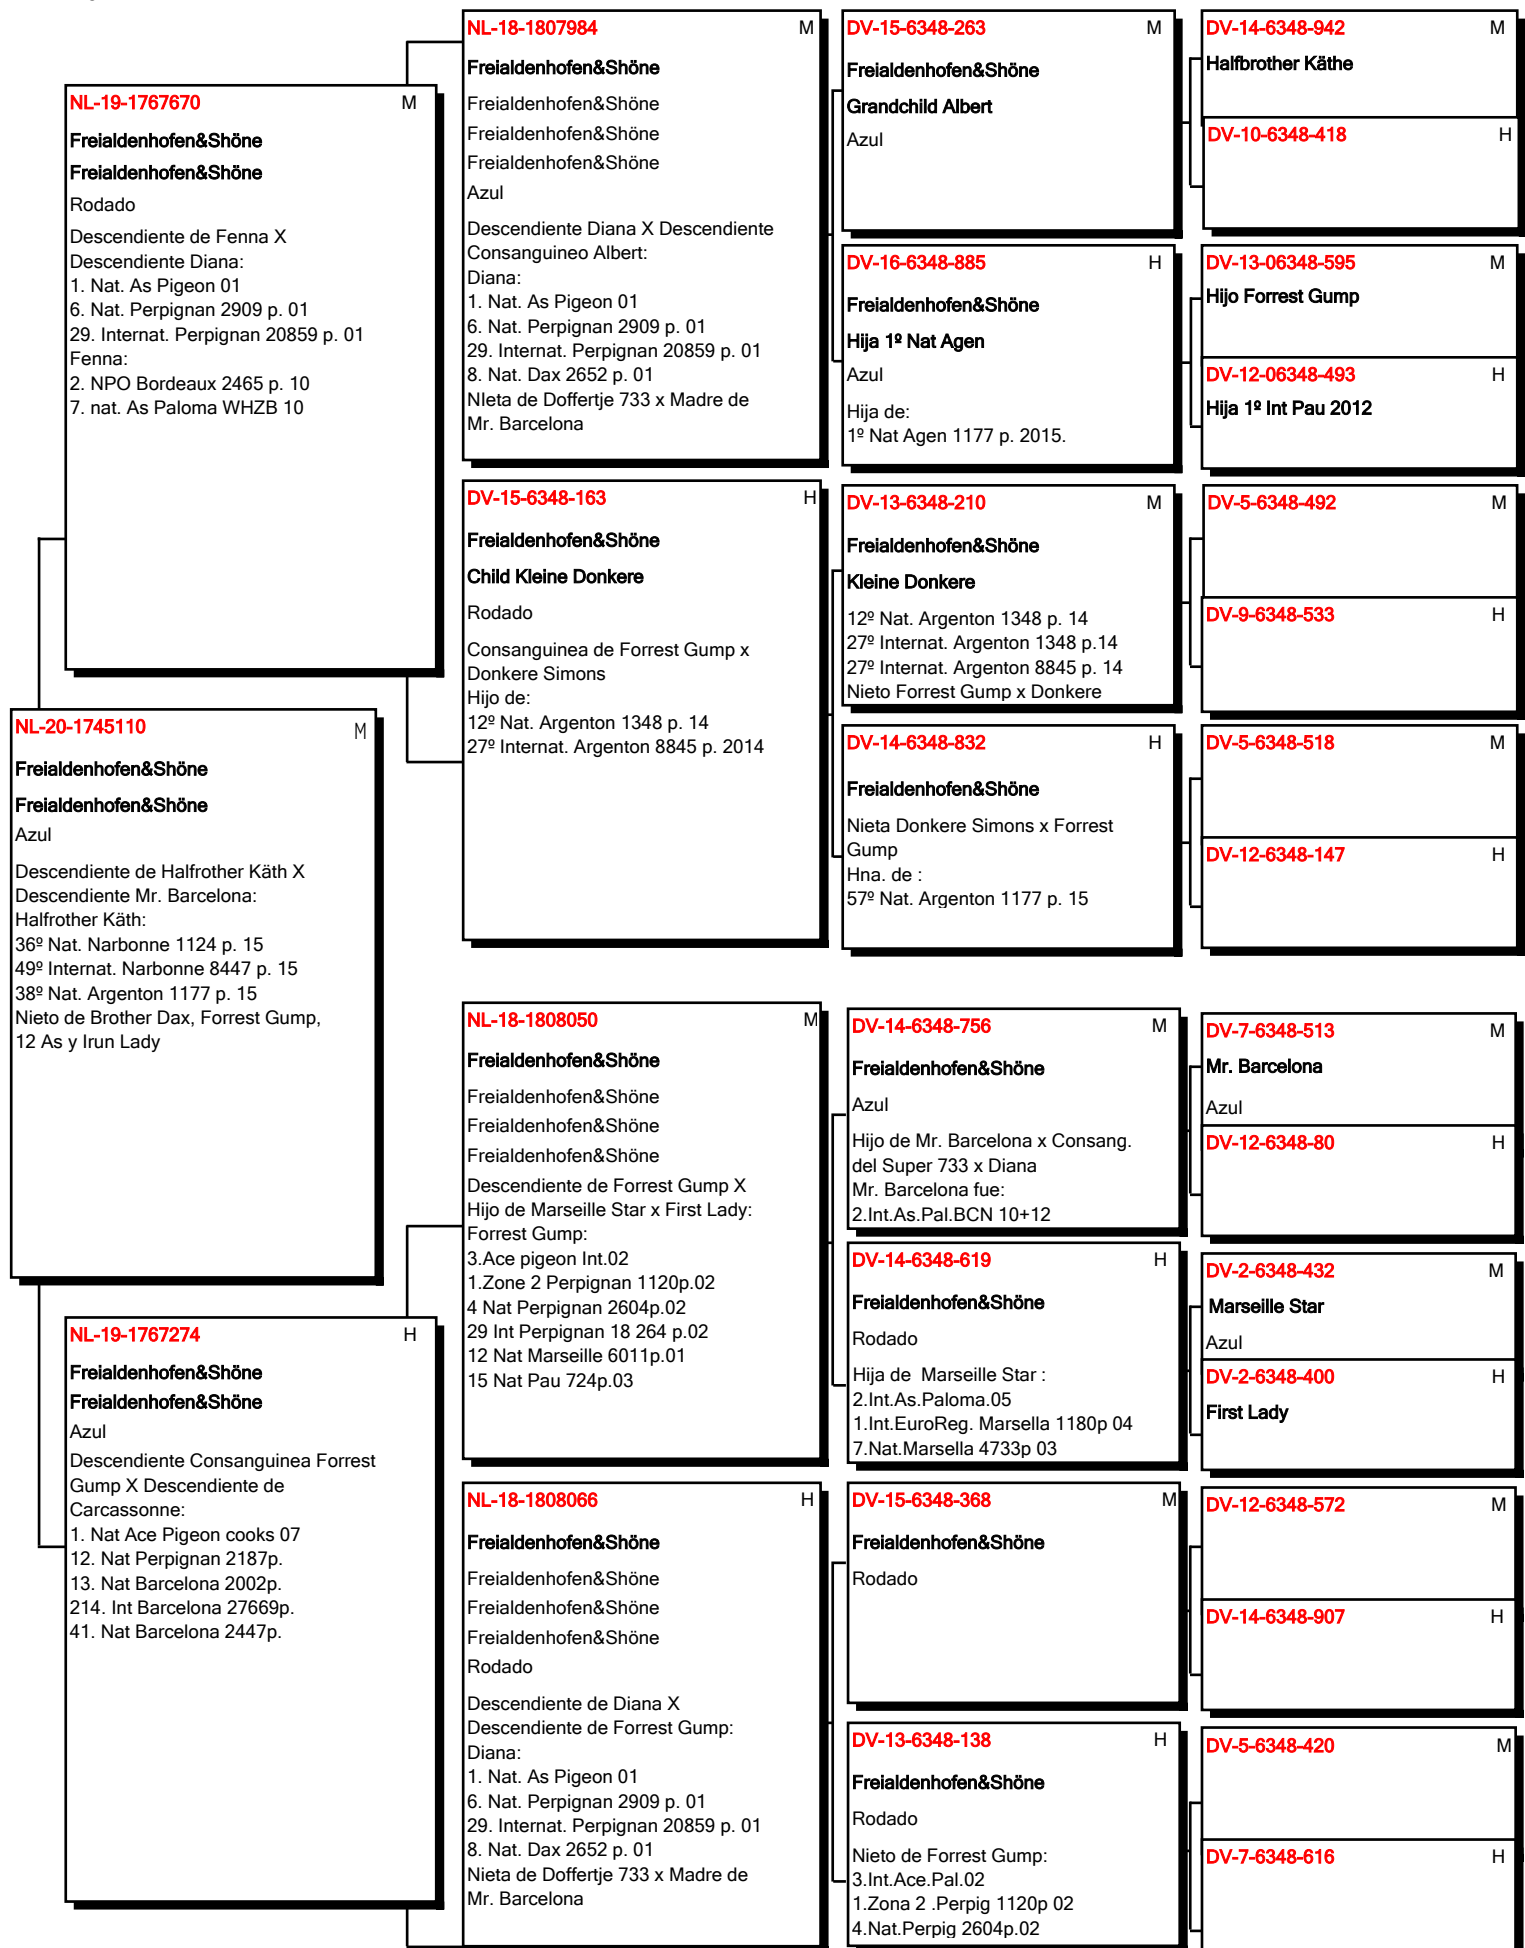 NL-20-1745110 M
Freialdenhofen&Shöne
Freialdenhofen&Shöne
Azul
Descendiente de Halfrother Käth X
Descendiente Mr. Barcelona:
Halfrother Käth:
36º Nat. Narbonne 1124 p. 15
49º Internat. Narbonne 8447 p. 15
38º Nat. Argenton 1177 p. 15
Nieto de Brother Dax, Forrest Gump,
12 As y Irun Lady
NL-19-1767670 M
Freialdenhofen&Shöne
Freialdenhofen&Shöne
Rodado
Descendiente de Fenna X
Descendiente Diana:
1. Nat. As Pigeon 01
6. Nat. Perpignan 2909 p. 01
29. Internat. Perpignan 20859 p. 01
Fenna:
2. NPO Bordeaux 2465 p. 10
7. nat. As Paloma WHZB 10
NL-19-1767274 H
Freialdenhofen&Shöne
Freialdenhofen&Shöne
Azul
Descendiente Consanguinea Forrest
Gump X Descendiente de
Carcassonne:
1. Nat Ace Pigeon cooks 07
12. Nat Perpignan 2187p.
13. Nat Barcelona 2002p.
214. Int Barcelona 27669p.
41. Nat Barcelona 2447p.
NL-18-1807984 M
Freialdenhofen&Shöne
Freialdenhofen&Shöne
Freialdenhofen&Shöne
Freialdenhofen&Shöne
Azul
Descendiente Diana X Descendiente
Consanguineo Albert:
Diana:
1. Nat. As Pigeon 01
6. Nat. Perpignan 2909 p. 01
29. Internat. Perpignan 20859 p. 01
8. Nat. Dax 2652 p. 01
NIeta de Doffertje 733 x Madre de
Mr. Barcelona
DV-15-6348-163 H
Freialdenhofen&Shöne
Child Kleine Donkere
Rodado
Consanguinea de Forrest Gump x
Donkere Simons
Hijo de:
12º Nat. Argenton 1348 p. 14
27º Internat. Argenton 8845 p. 2014
NL-18-1808050 M
Freialdenhofen&Shöne
Freialdenhofen&Shöne
Freialdenhofen&Shöne
Freialdenhofen&Shöne
Descendiente de Forrest Gump X
Hijo de Marseille Star x First Lady:
Forrest Gump:
3.Ace pigeon Int.02
1.Zone 2 Perpignan 1120p.02
4 Nat Perpignan 2604p.02
29 Int Perpignan 18 264 p.02
12 Nat Marseille 6011p.01
15 Nat Pau 724p.03
NL-18-1808066 H
Freialdenhofen&Shöne
Freialdenhofen&Shöne
Freialdenhofen&Shöne
Freialdenhofen&Shöne
Rodado
Descendiente de Diana X
Descendiente de Forrest Gump:
Diana:
1. Nat. As Pigeon 01
6. Nat. Perpignan 2909 p. 01
29. Internat. Perpignan 20859 p. 01
8. Nat. Dax 2652 p. 01
Nieta de Doffertje 733 x Madre de
Mr. Barcelona
DV-15-6348-263 M
Freialdenhofen&Shöne
Grandchild Albert
Azul
DV-16-6348-885 H
Freialdenhofen&Shöne
Hija 1º Nat Agen
Azul
Hija de:
1º Nat Agen 1177 p. 2015.
DV-13-6348-210 M
Freialdenhofen&Shöne
Kleine Donkere
12º Nat. Argenton 1348 p. 14
27º Internat. Argenton 1348 p.14
27º Internat. Argenton 8845 p. 14
Nieto Forrest Gump x Donkere
DV-14-6348-832 H
Freialdenhofen&Shöne
Nieta Donkere Simons x Forrest
Gump
Hna. de :
57º Nat. Argenton 1177 p. 15
DV-14-6348-756 M
Freialdenhofen&Shöne
Azul
Hijo de Mr. Barcelona x Consang.
del Super 733 x Diana
Mr. Barcelona fue:
2.Int.As.Pal.BCN 10+12
DV-14-6348-619 H
Freialdenhofen&Shöne
Rodado
Hija de Marseille Star :
2.Int.As.Paloma.05
1.Int.EuroReg. Marsella 1180p 04
7.Nat.Marsella 4733p 03
DV-15-6348-368 M
Freialdenhofen&Shöne
Rodado
DV-13-6348-138 H
Freialdenhofen&Shöne
Rodado
Nieto de Forrest Gump:
3.Int.Ace.Pal.02
1.Zona 2 .Perpig 1120p 02
4.Nat.Perpig 2604p.02
DV-14-6348-942 M
Halfbrother Käthe
DV-10-6348-418 H
DV-13-06348-595 M
Hijo Forrest Gump
DV-12-06348-493 H
Hija 1º Int Pau 2012
DV-5-6348-492 M
DV-9-6348-533 H
DV-5-6348-518 M
DV-12-6348-147 H
DV-7-6348-513 M
Mr. Barcelona
Azul
DV-12-6348-80 H
DV-2-6348-432 M
Marseille Star
Azul
DV-2-6348-400 H
First Lady
DV-12-6348-572 M
DV-14-6348-907 H
DV-5-6348-420 M
DV-7-6348-616 H